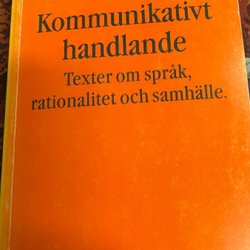 Kommunikativt
handlande
Texter om språk,
rationalitet och samhälle.